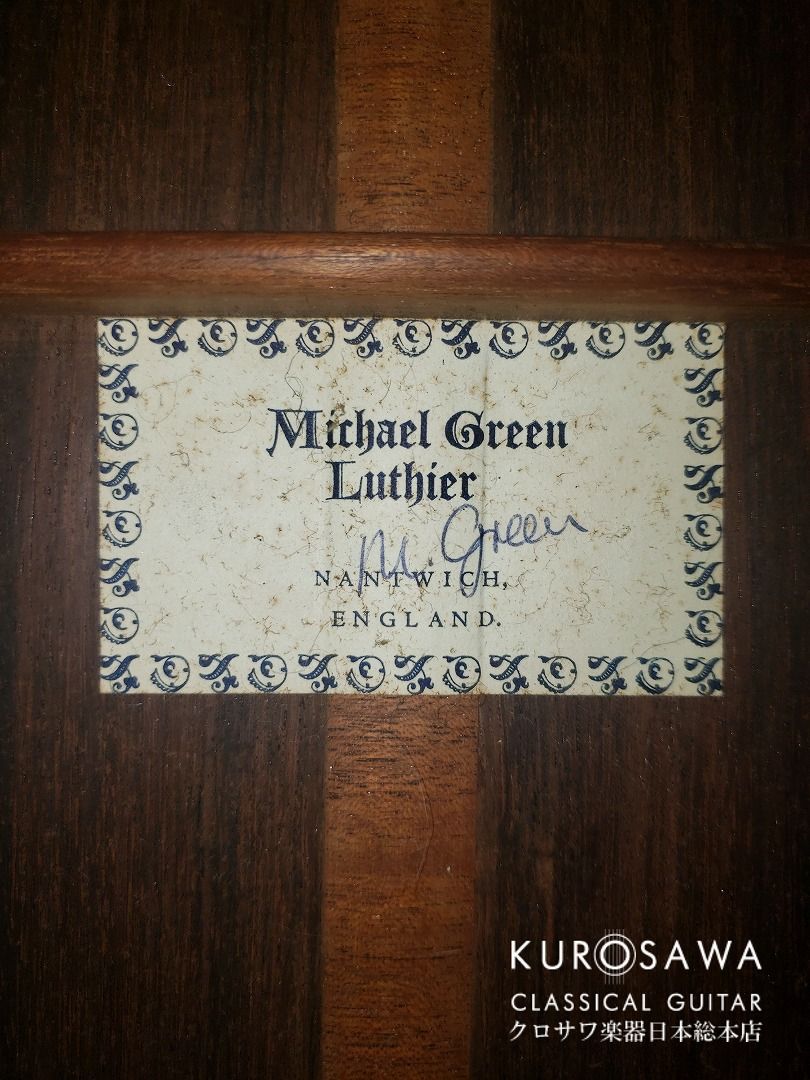 Michael Green
Luthier
M. Green
NANTWICH,
ENGLAND.
KUROSAWA
CLASSICAL GUITAR
クロサワ楽器日本総本店